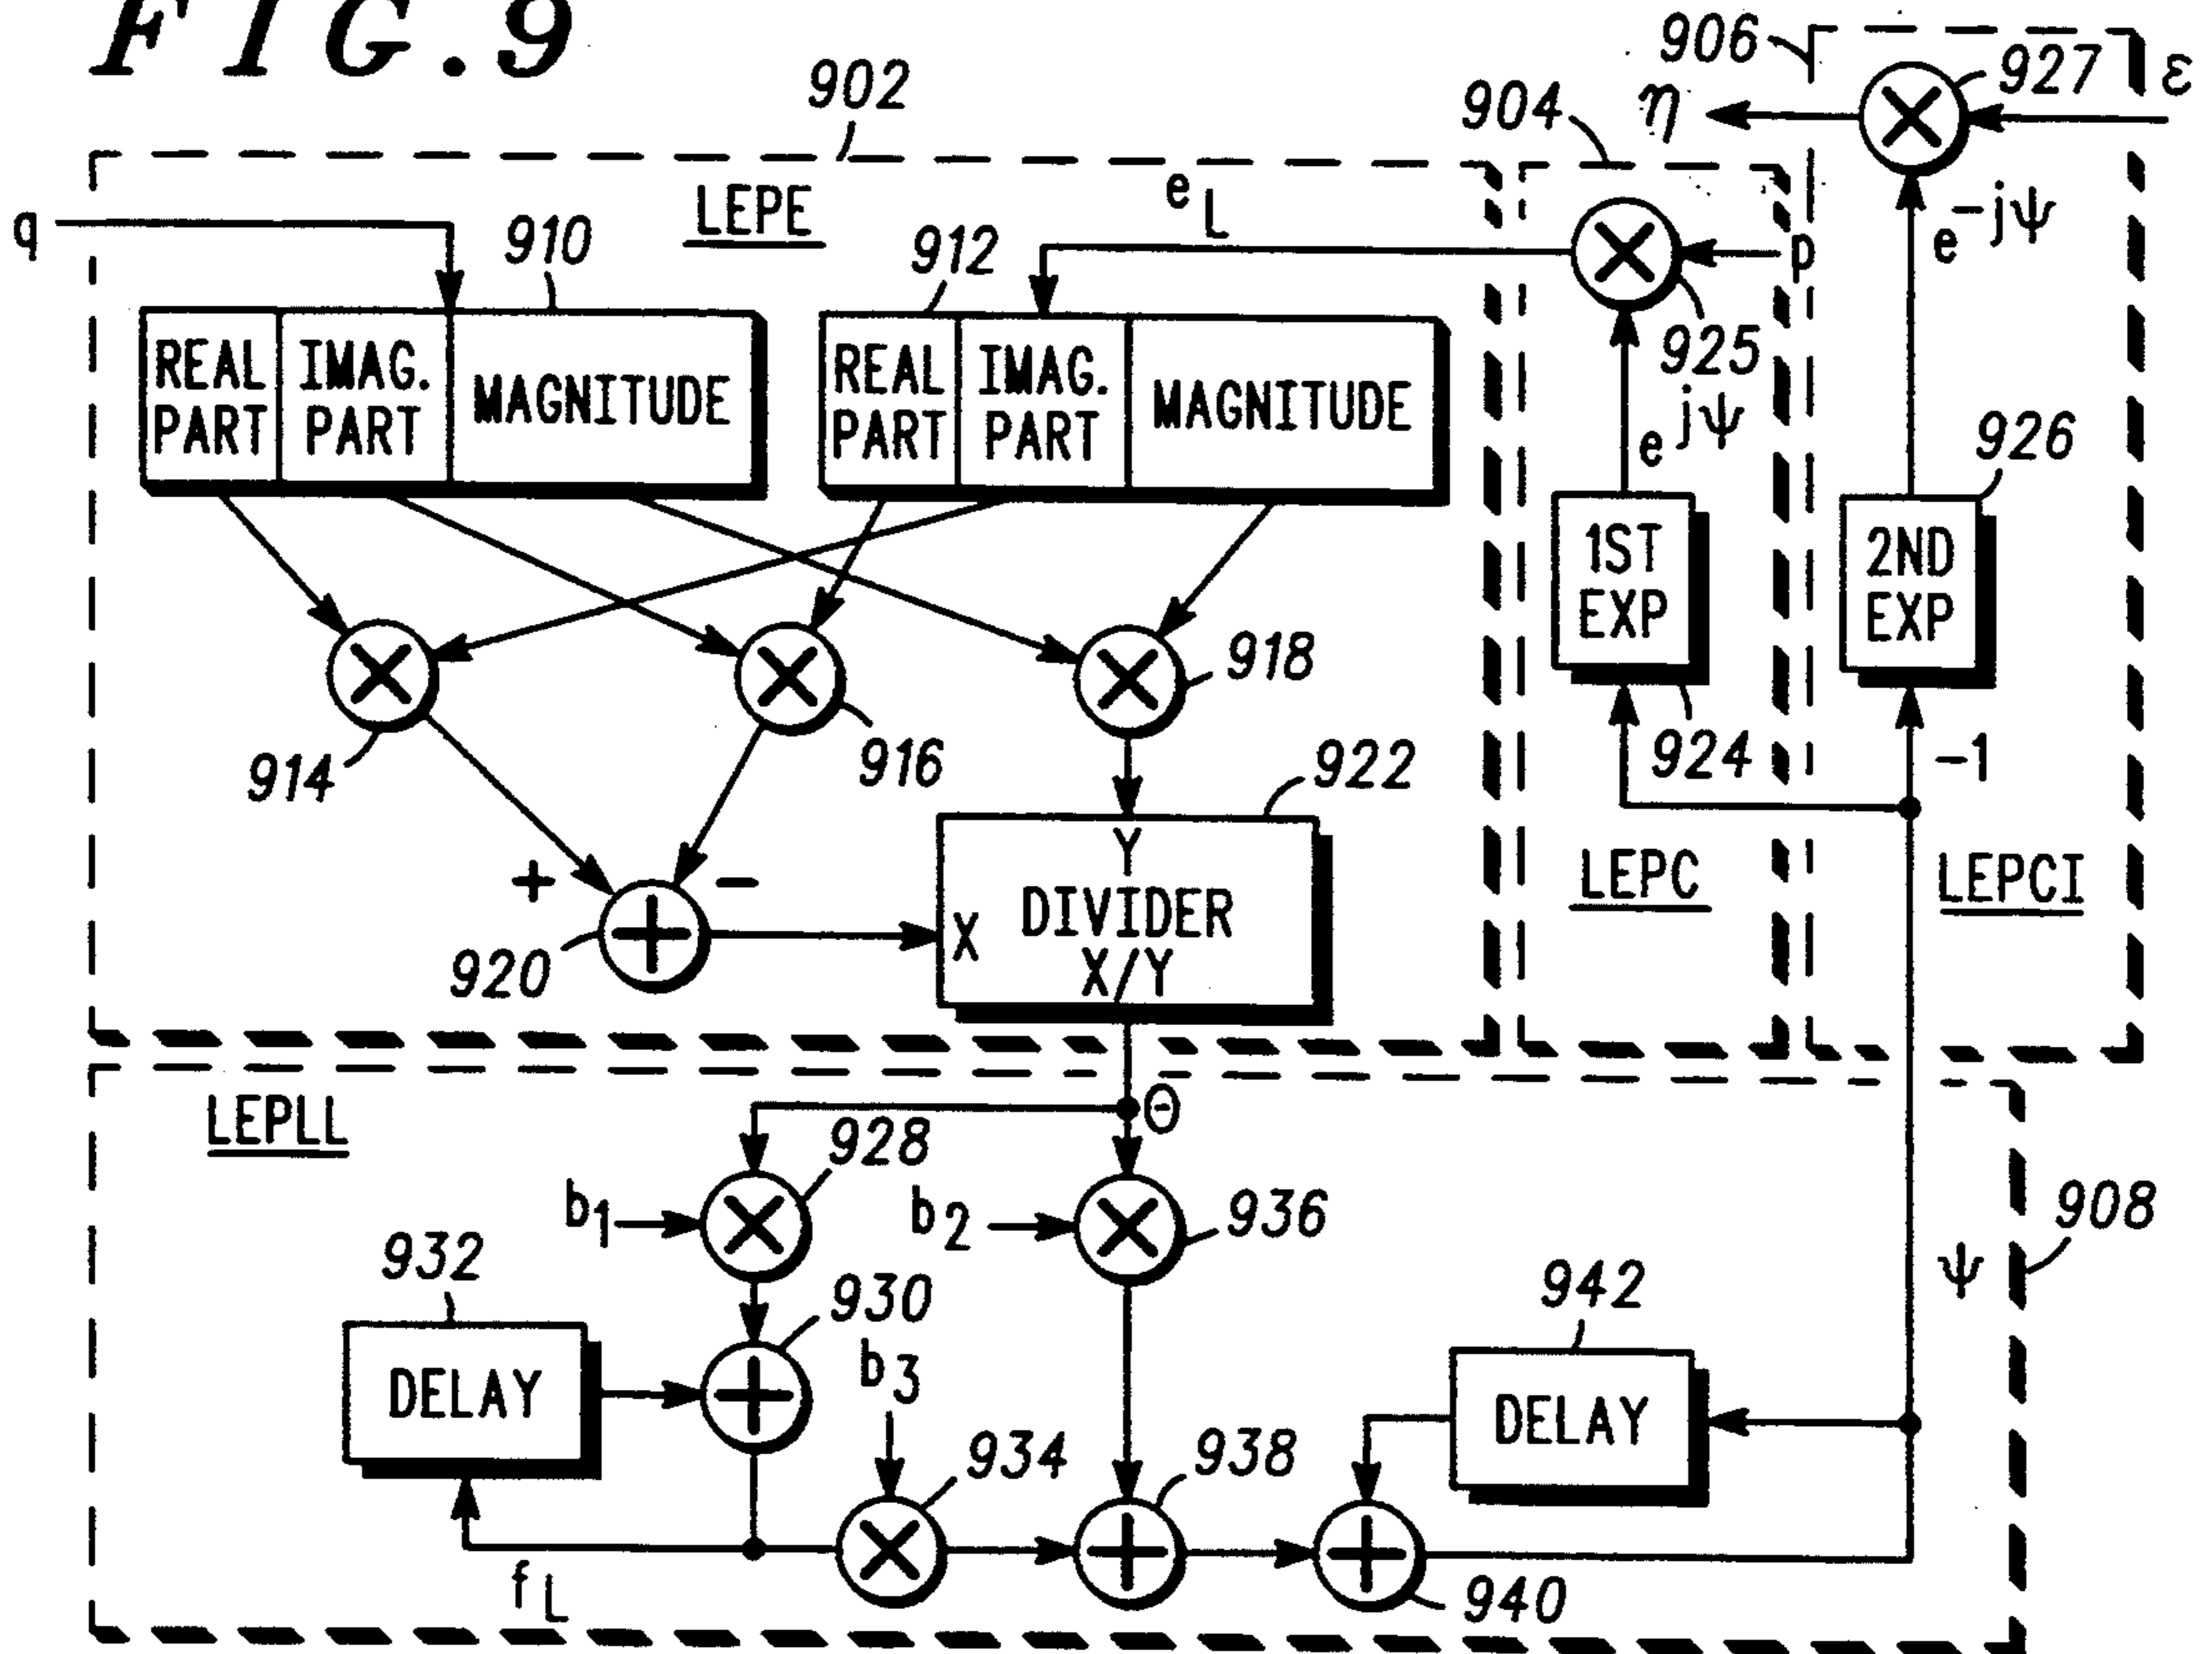 FIG.9
902
906
927
ε
904
η
LEPE
e L
q
910
912
p
925
e -jψ
REAL PART
IMAG. PART
MAGNITUDE
REAL PART
IMAG. PART
MAGNITUDE
e jψ
926
1ST EXP
2ND EXP
914
916
918
924
-1
922
+
-
920
X
Y
DIVIDER
X/Y
LEPC
LEPCI
LEPLL
Θ
928
b1
b2
936
908
ψ
932
930
942
DELAY
b3
DELAY
934
938
fL
940